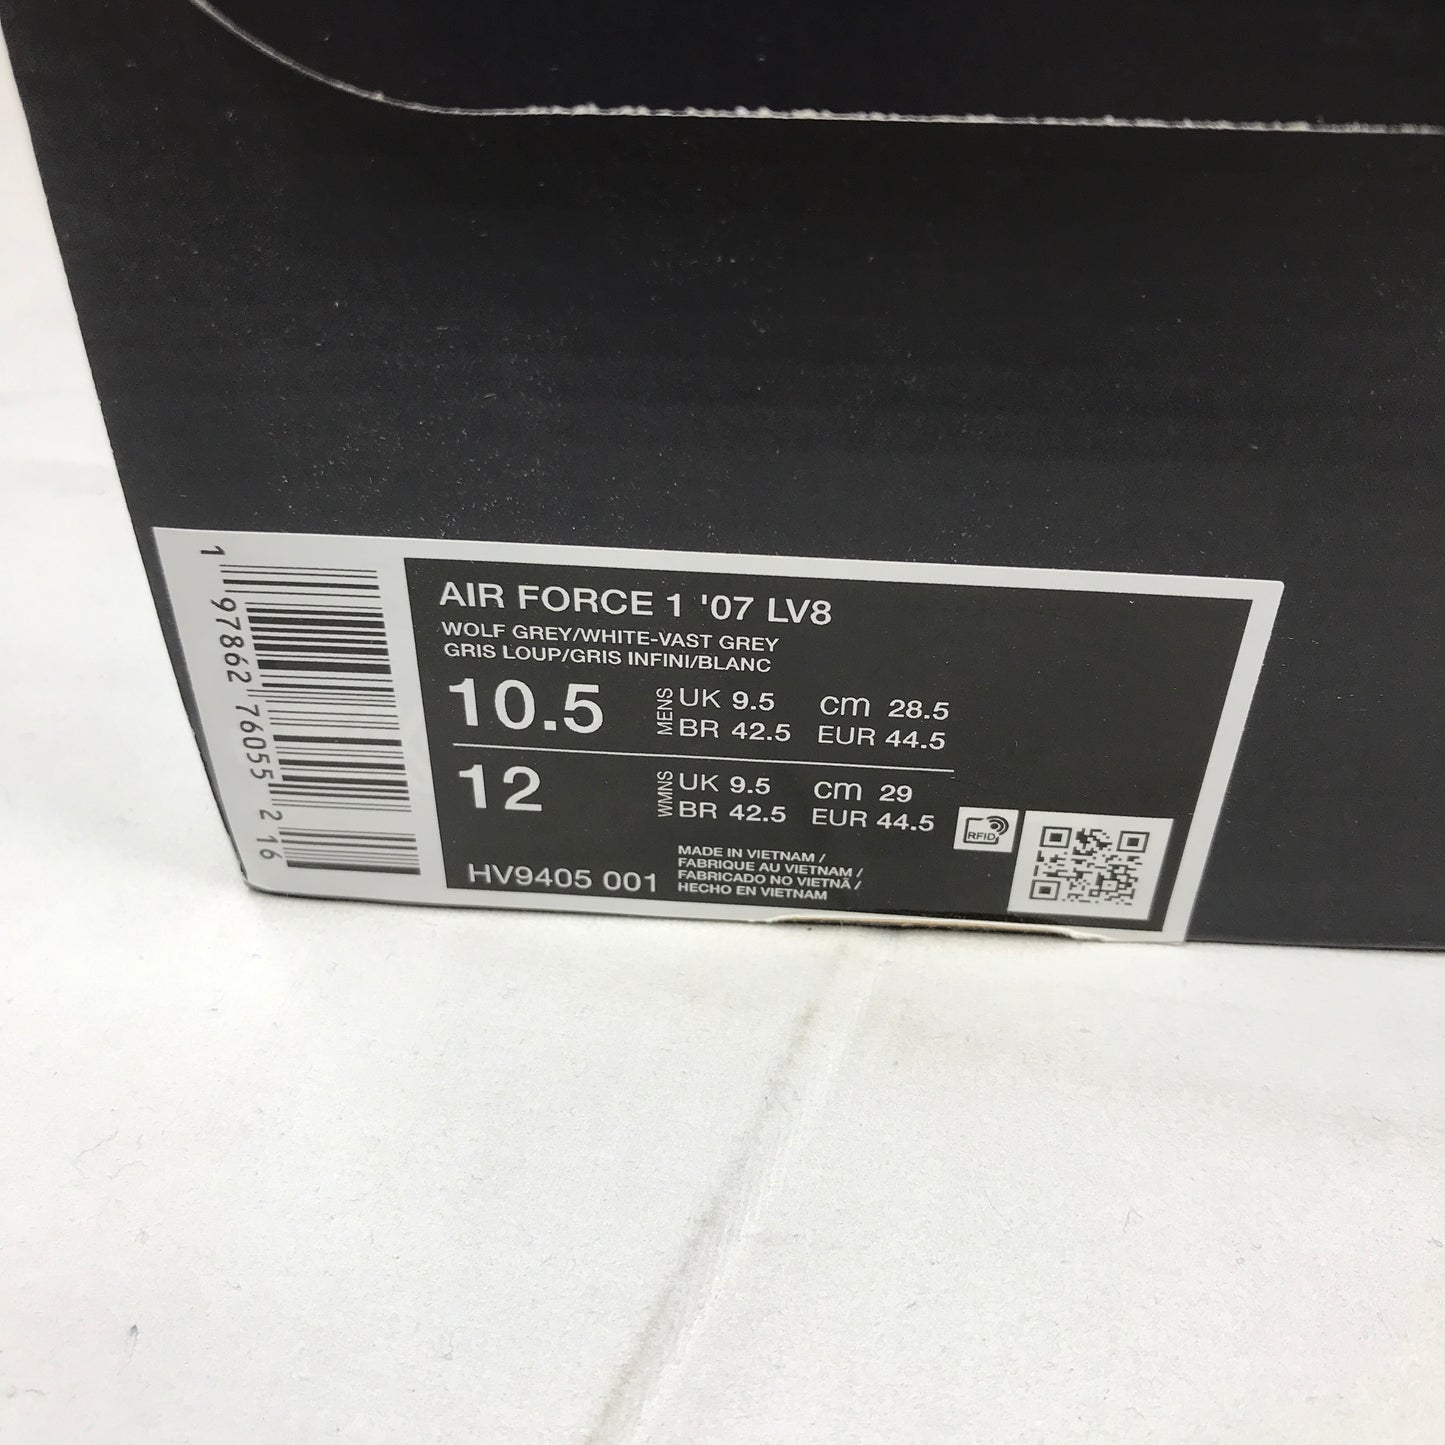 1 97862 76055 2 16
AIR FORCE 1 '07 LV8
WOLF GREY/WHITE-VAST GREY
GRIS LOUP/GRIS INFINI/BLANC
10.5
MENS
UK 9.5 cm 28.5
BR 42.5 EUR 44.5
12
WMNS
UK 9.5 cm 29
BR 42.5 EUR 44.5
HV9405 001
MADE IN VIETNAM /
FABRIQUE AU VIETNAM /
FABRICADO NO VIETNÃ /
HECHO EN VIETNAM
RFID